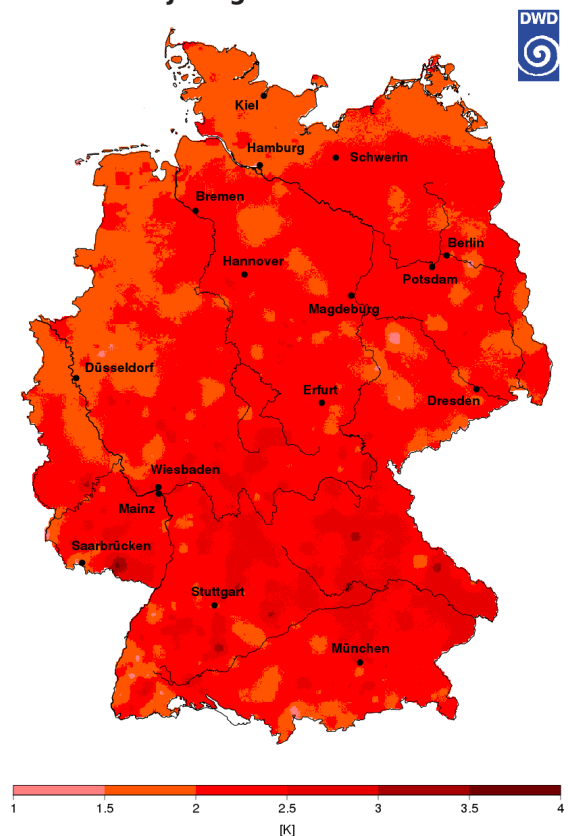 DWD
Kiel
Hamburg
Schwerin
Bremen
Berlin
Hannover
Potsdam
Magdeburg
Düsseldorf
Erfurt
Dresden
Wiesbaden
Mainz
Saarbrücken
Stuttgart
München
1 1.5 2 2.5 3 3.5 4
[K]